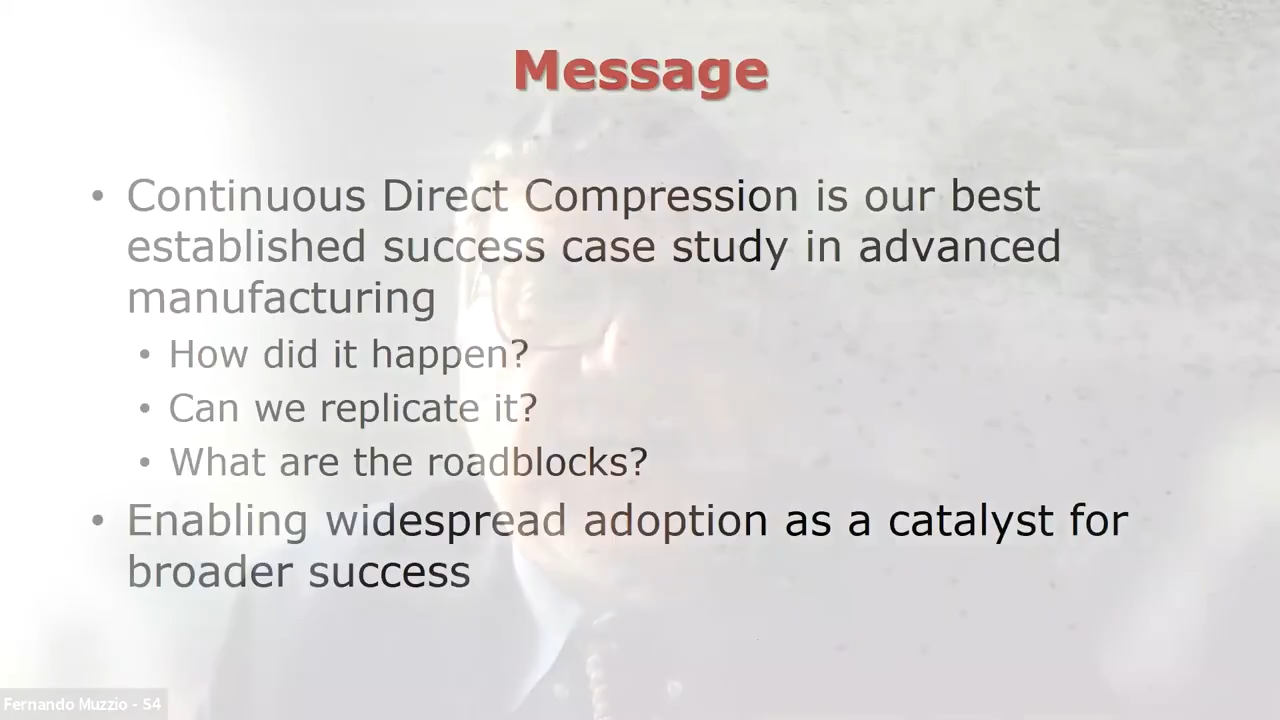 Message
• Continuous Direct Compression is our best
established success case study in advanced
manufacturing
• How did it happen?
• Can we replicate it?
• What are the roadblocks?
• Enabling widespread adoption as a catalyst for
broader success
Fernando Muzzio - S4